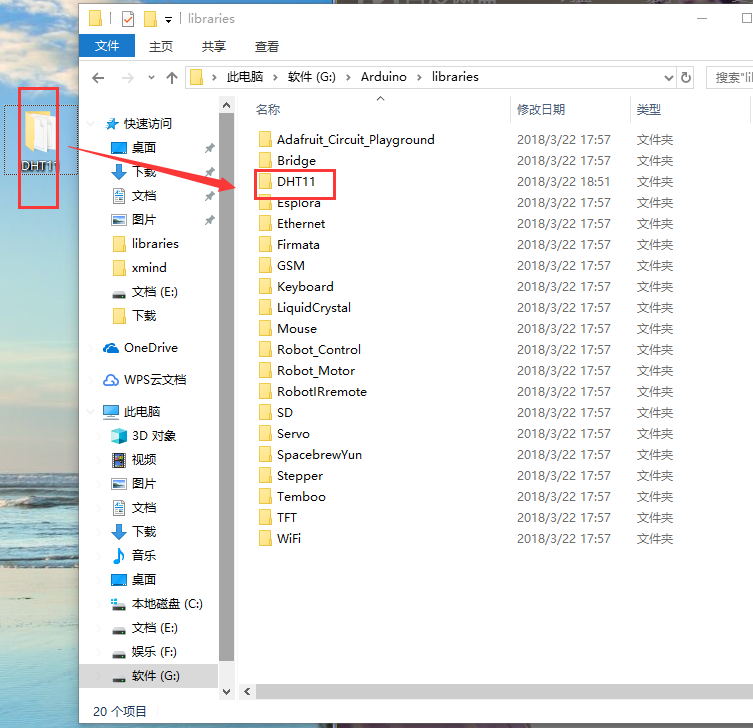 libraries
文件 主页 共享 查看
此电脑 软件 (G:) Arduino libraries
搜索"lib
DHT11
快速访问
桌面
下载
文档
图片
libraries
xmind
文档 (E:)
下载
OneDrive
WPS云文档
此电脑
3D 对象
视频
图片
文档
下载
音乐
桌面
本地磁盘 (C:)
文档 (E:)
娱乐 (F:)
软件 (G:)
名称 修改日期 类型
Adafruit_Circuit_Playground 2018/3/22 17:57 文件夹
Bridge 2018/3/22 17:57 文件夹
DHT11 2018/3/22 18:51 文件夹
Esplora 2018/3/22 17:57 文件夹
Ethernet 2018/3/22 17:57 文件夹
Firmata 2018/3/22 17:57 文件夹
GSM 2018/3/22 17:57 文件夹
Keyboard 2018/3/22 17:57 文件夹
LiquidCrystal 2018/3/22 17:57 文件夹
Mouse 2018/3/22 17:57 文件夹
Robot_Control 2018/3/22 17:57 文件夹
Robot_Motor 2018/3/22 17:57 文件夹
RobotIRremote 2018/3/22 17:57 文件夹
SD 2018/3/22 17:57 文件夹
Servo 2018/3/22 17:57 文件夹
SpacebrewYun 2018/3/22 17:57 文件夹
Stepper 2018/3/22 17:57 文件夹
Temboo 2018/3/22 17:57 文件夹
TFT 2018/3/22 17:57 文件夹
WiFi 2018/3/22 17:57 文件夹
20 个项目